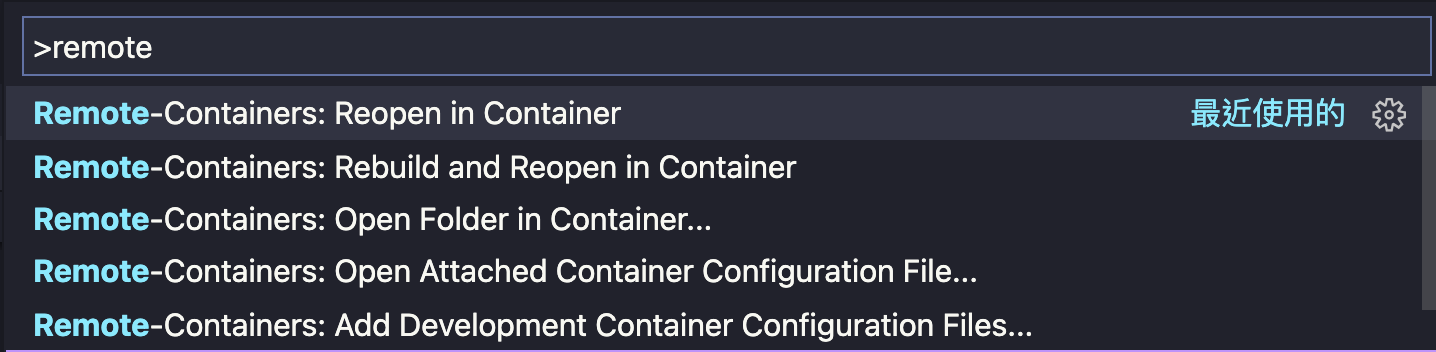 >remote
Remote-Containers: Reopen in Container 最近使用的
Remote-Containers: Rebuild and Reopen in Container
Remote-Containers: Open Folder in Container...
Remote-Containers: Open Attached Container Configuration File...
Remote-Containers: Add Development Container Configuration Files...